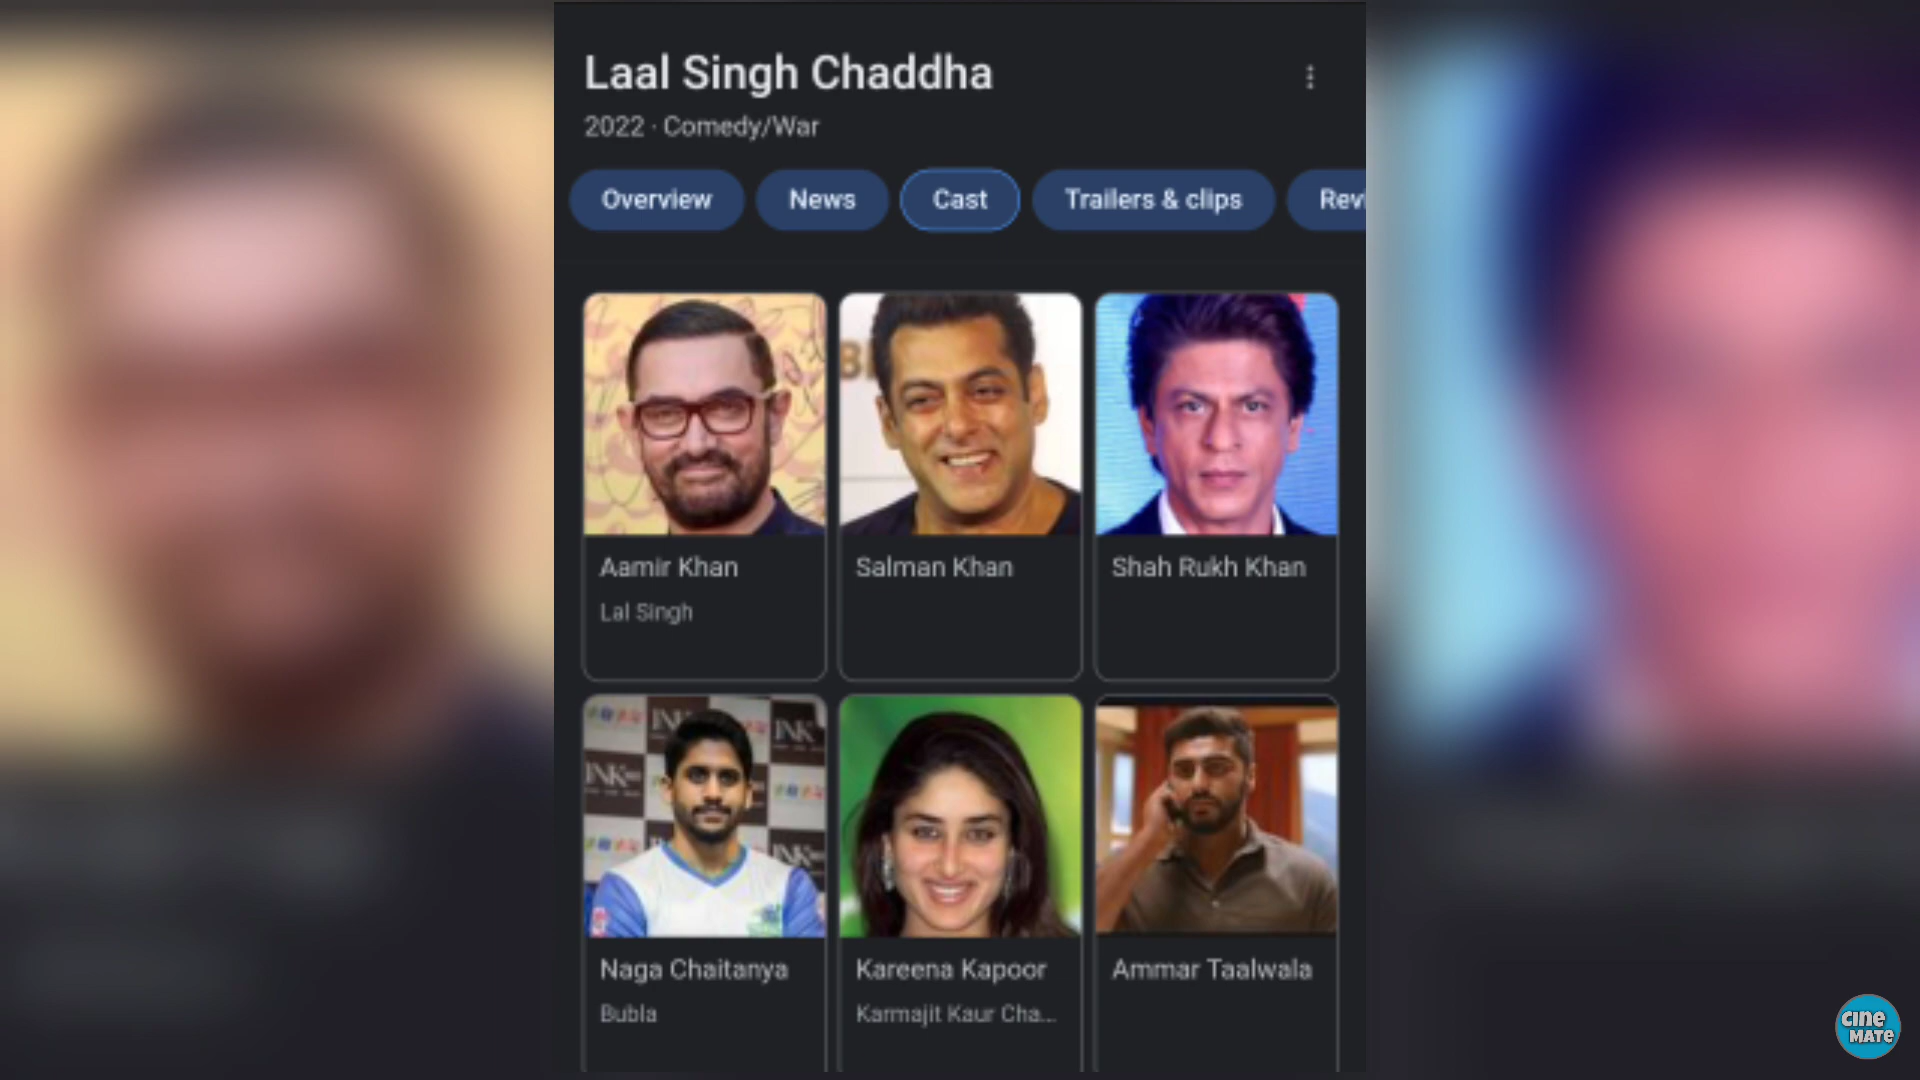 Laal Singh Chaddha
2022 · Comedy/War
Overview
News
Cast
Trailers & clips
Revi
Aamir Khan
Lal Singh
Salman Khan
Shah Rukh Khan
Naga Chaitanya
Bubla
Kareena Kapoor
Karmajit Kaur Cha...
Ammar Taalwala
CINE
MATE